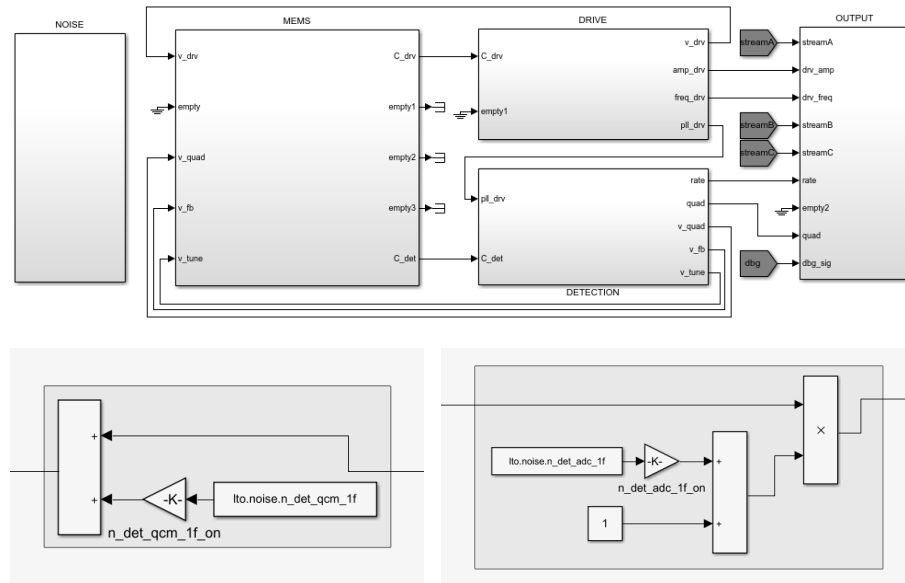 NOISE
MEMS
DRIVE
OUTPUT
v_drv
C_drv
empty
empty1
v_quad
empty2
v_fb
empty3
v_tune
C_det
C_drv
v_drv
amp_drv
freq_drv
empty1
pll_drv
pll_drv
rate
quad
v_quad
v_fb
C_det
v_tune
DETECTION
streamA
streamB
streamC
dbg
streamA
drv_amp
drv_freq
streamB
streamC
rate
empty2
quad
dbg_sig
+
+
-K-
lto.noise.n_det_qcm_1f
n_det_qcm_1f_on
lto.noise.n_det_adc_1f
-K-
n_det_adc_1f_on
1
+
+
×